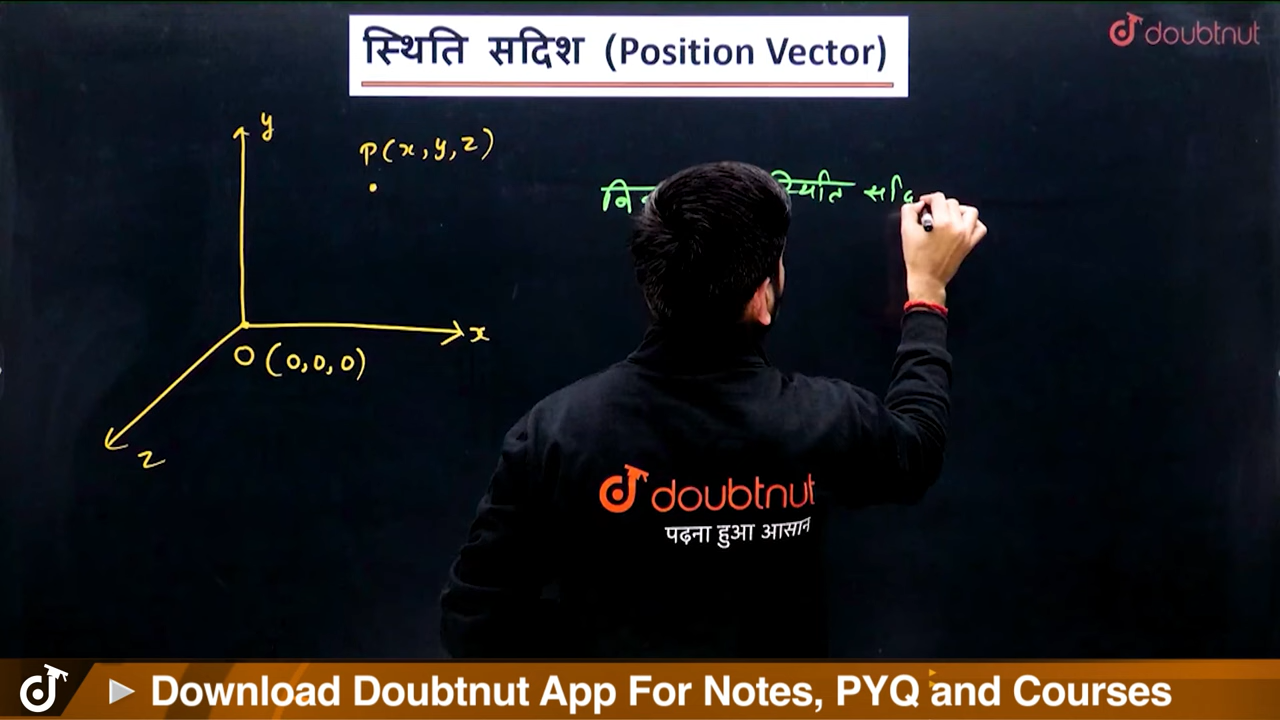 स्थिति सदिश (Position Vector)
doubtnut
y
P(x, y, z)
x
O (0, 0, 0)
z
doubtnut
पढ़ना हुआ आसान
Download Doubtnut App For Notes, PYQ and Courses